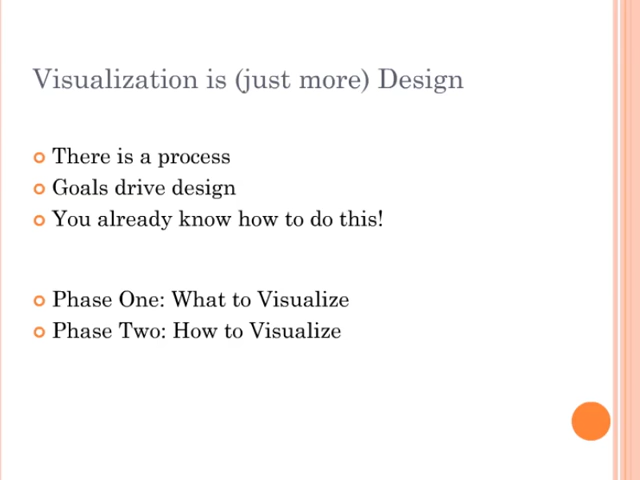 Visualization is (just more) Design
There is a process
Goals drive design
You already know how to do this!
Phase One: What to Visualize
Phase Two: How to Visualize